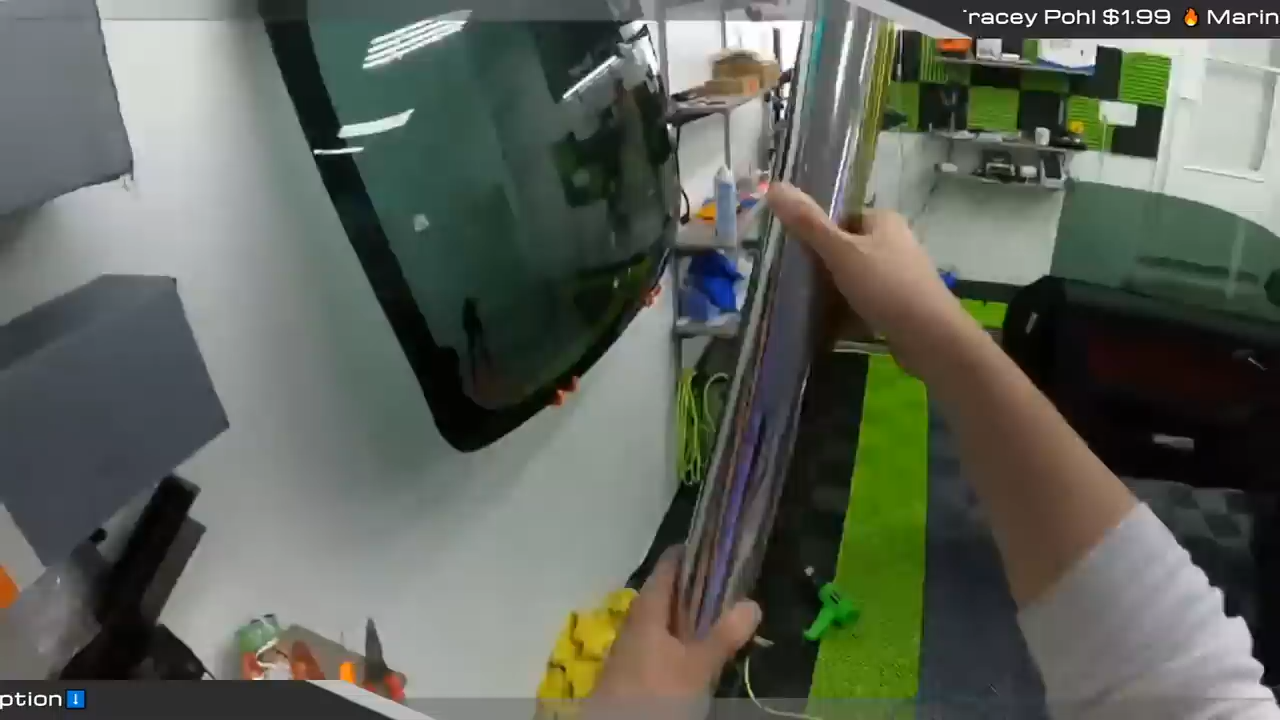 racey Pohl $1.99 🔥 Marin
ption ⬇️